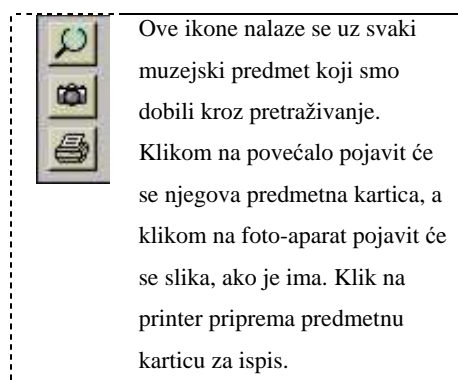 Ove ikone nalaze se uz svaki
muzejski predmet koji smo
dobili kroz pretraživanje.
Klikom na povećalo pojavit će
se njegova predmetna kartica, a
klikom na foto-aparat pojavit će
se slika, ako je ima. Klik na
printer priprema predmetnu
karticu za ispis.